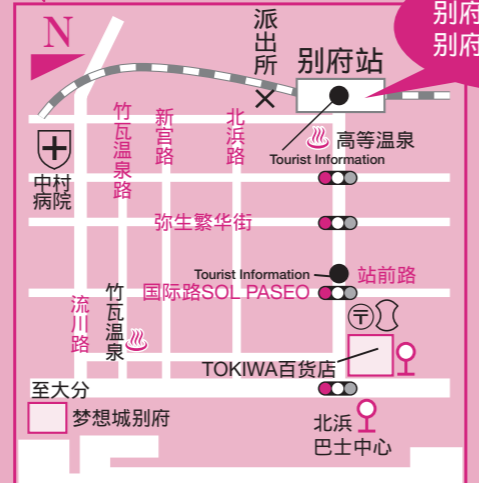 N
派出所
别府站
别府
别府
竹瓦温泉路
新宫路
北浜路
高等温泉
Tourist Information
中村
病院
弥生繁华街
Tourist Information
站前路
国际路SOL PASEO
流川路
竹瓦温泉
〒
TOKIWA百货店
至大分
梦想城别府
北浜
巴士中心